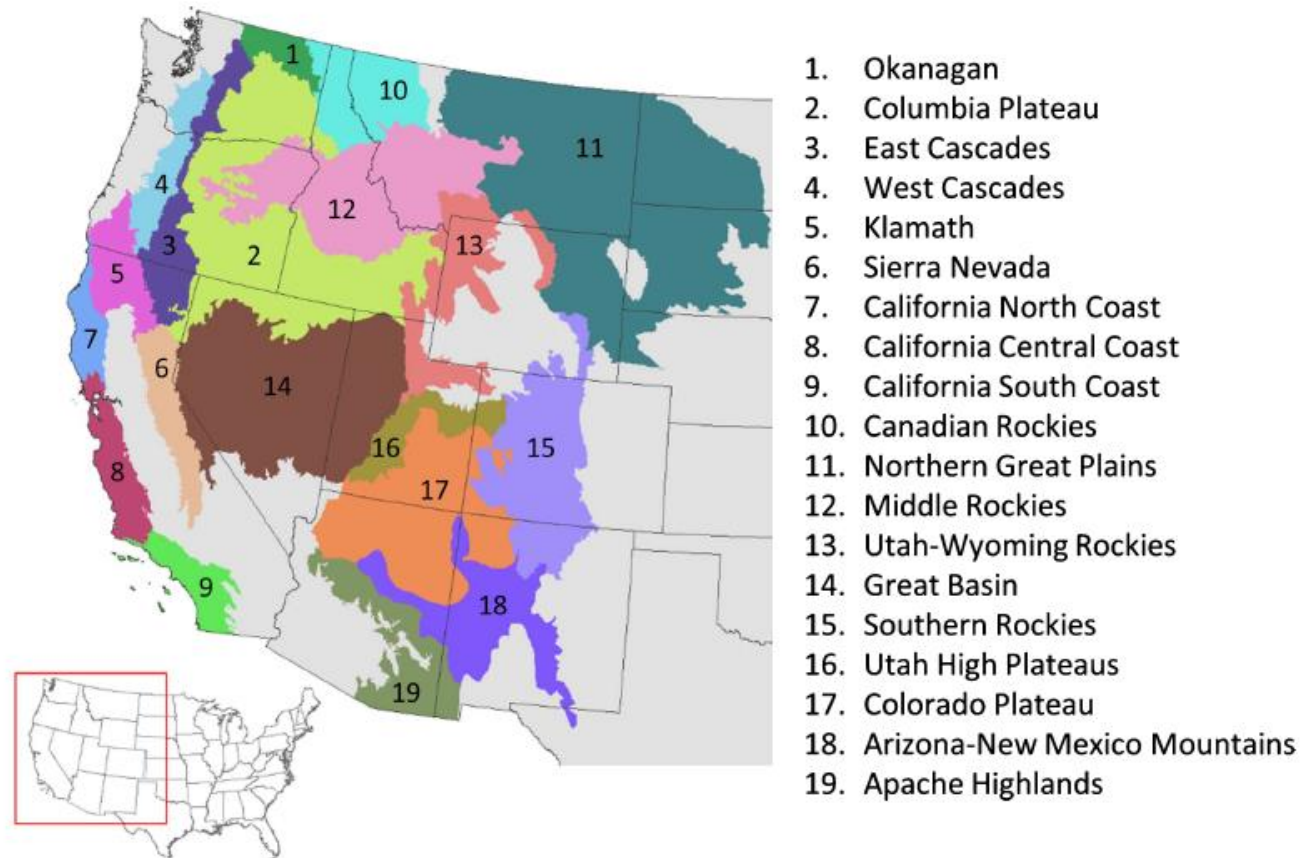 1
10
11
4
12
3
2
13
5
7
6
14
16
15
8
17
9
18
19
1. Okanagan
2. Columbia Plateau
3. East Cascades
4. West Cascades
5. Klamath
6. Sierra Nevada
7. California North Coast
8. California Central Coast
9. California South Coast
10. Canadian Rockies
11. Northern Great Plains
12. Middle Rockies
13. Utah-Wyoming Rockies
14. Great Basin
15. Southern Rockies
16. Utah High Plateaus
17. Colorado Plateau
18. Arizona-New Mexico Mountains
19. Apache Highlands